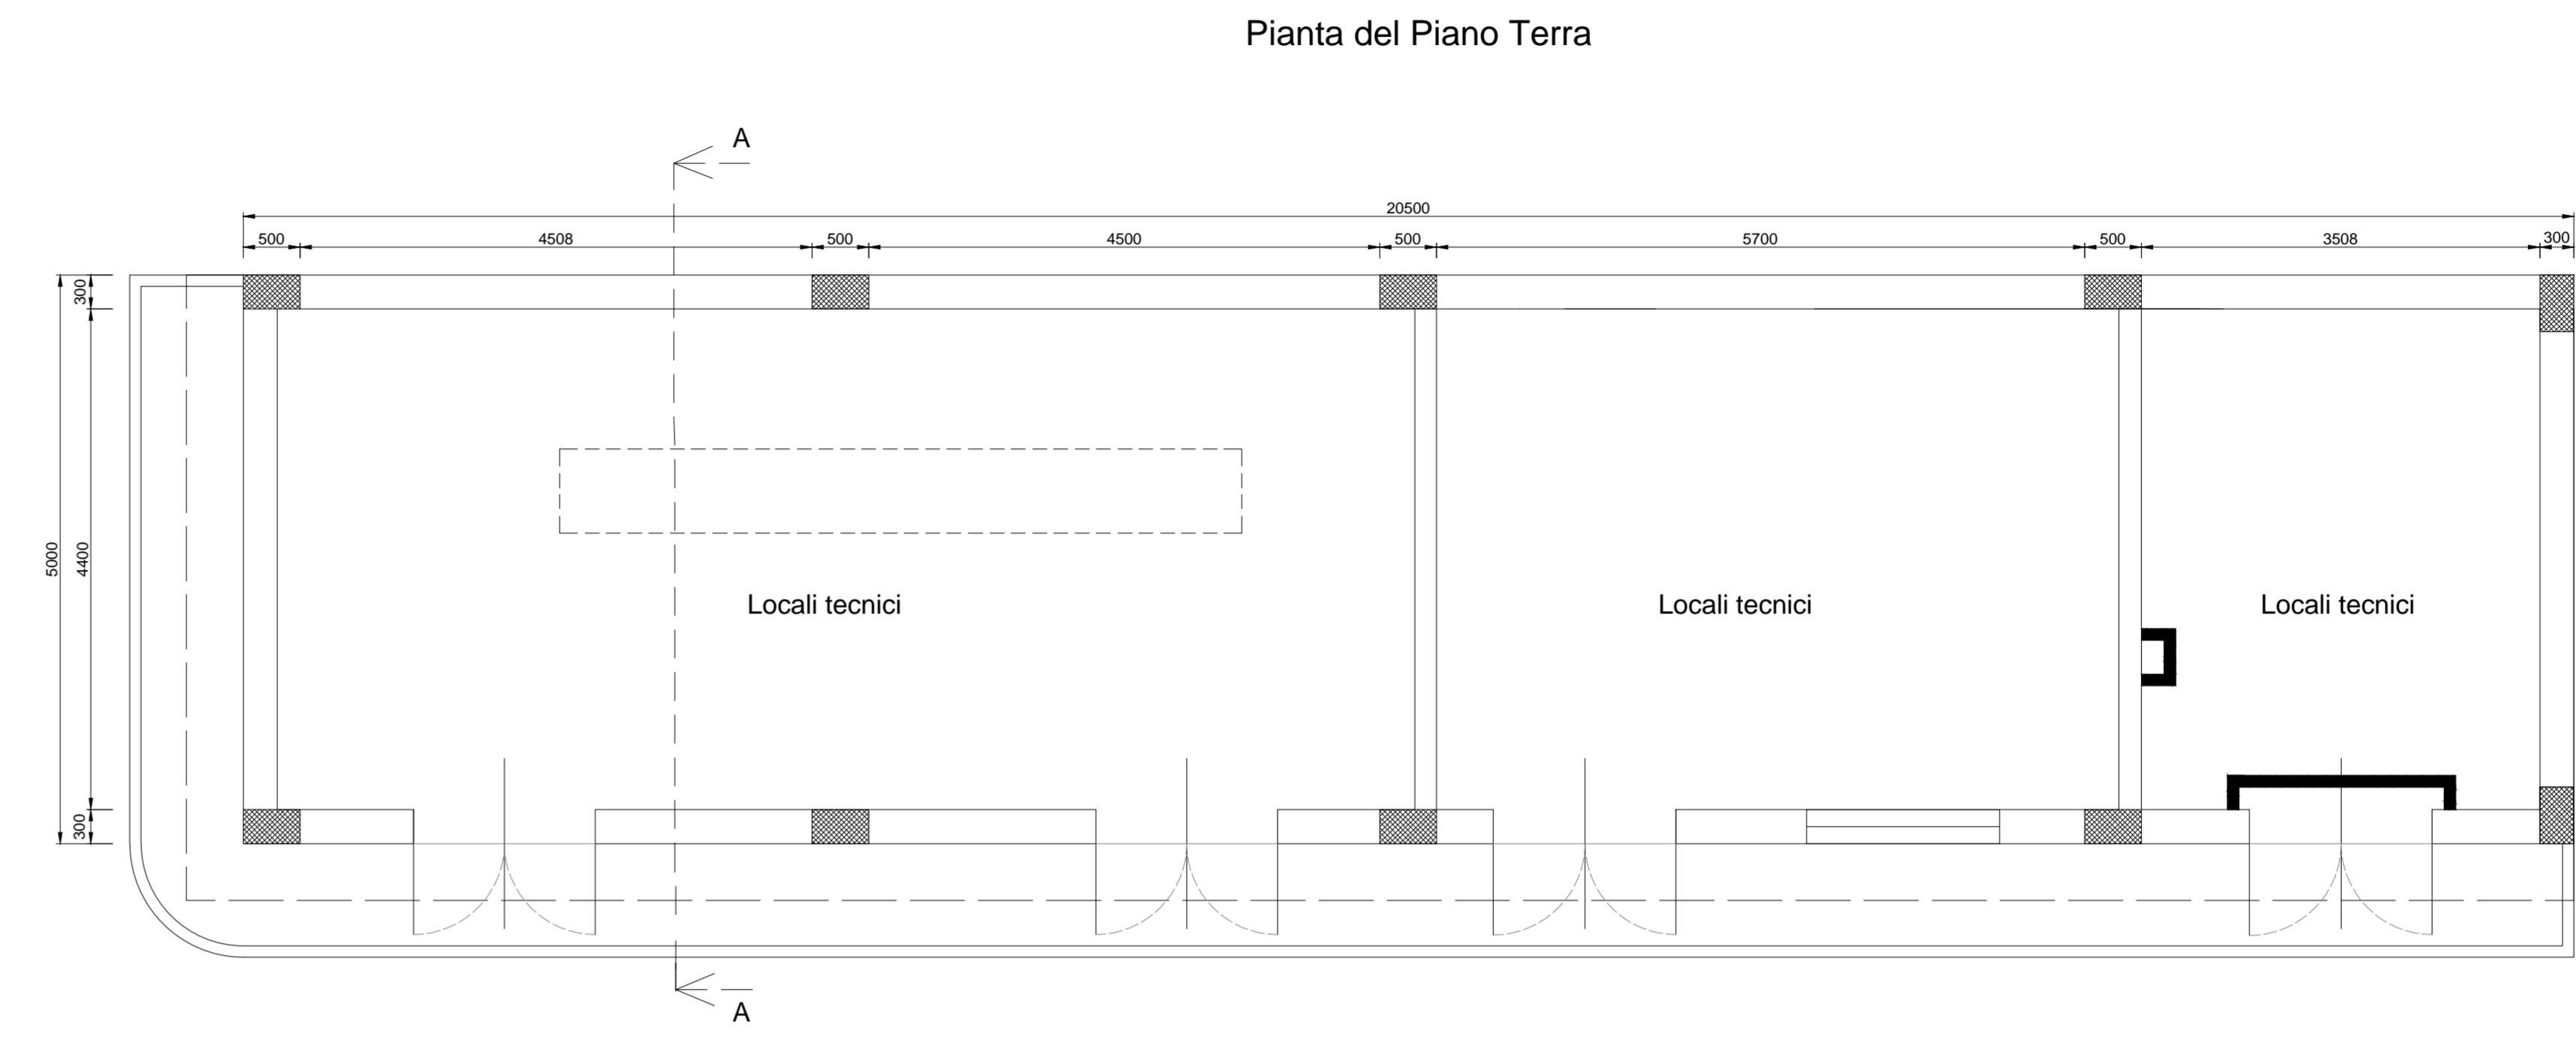 Pianta del Piano Terra
A
20500
500 4508 500 4500 500 5700 500 3508 300
300
5000 4400
Locali tecnici Locali tecnici Locali tecnici
300
A